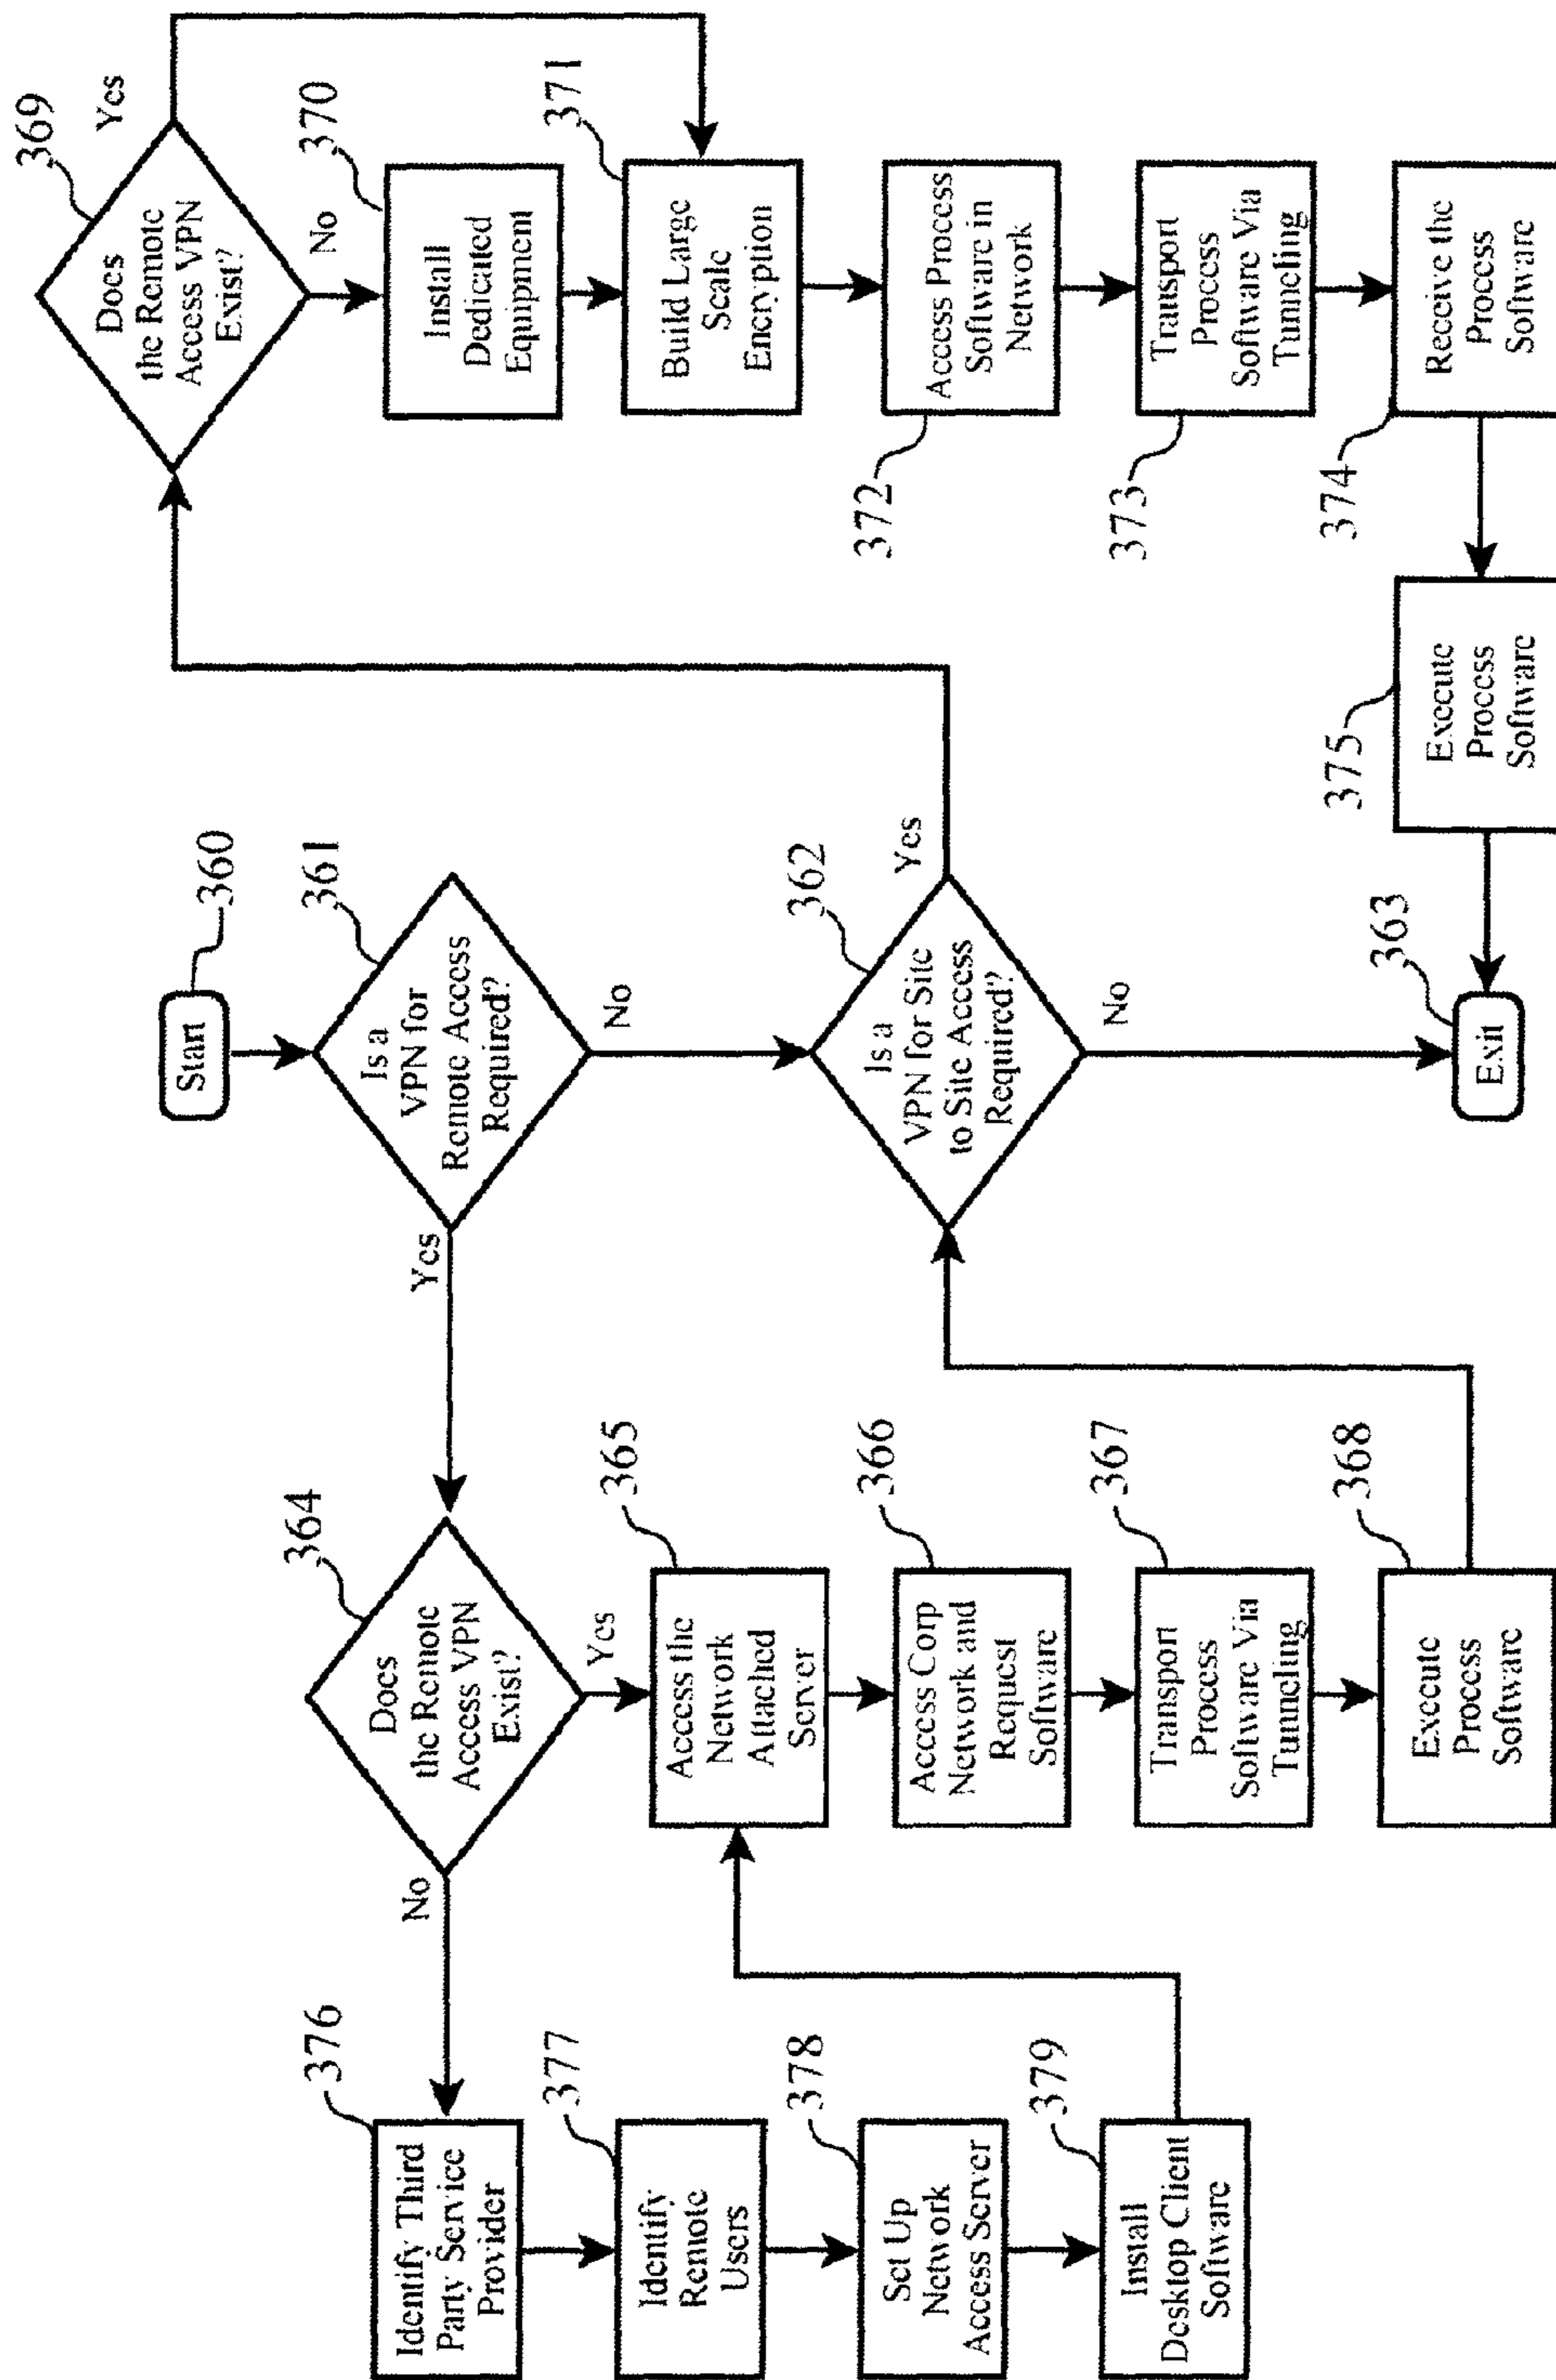 Start
360
Is a
VPN for
Remote Access
Required?
361
Yes
No
Is a
VPN for Site
to Site Access
Required?
362
Yes
No
Exit
363
Does
the Remote
Access VPN
Exist?
364
No
Yes
Access the
Network
Attached
Server
365
Access Corp
Network and
Request
Software
366
Transport
Process
Software Via
Tunneling
367
Execute
Process
Software
368
Does
the Remote
Access VPN
Exist?
369
Yes
No
Install
Dedicated
Equipment
370
Build Large
Scale
Encryption
371
Access Process
Software in
Network
372
Transport
Process
Software Via
Tunneling
373
Receive the
Process
Software
374
Execute
Process
Software
375
Identify Third
Party Service
Provider
376
Identify
Remote
Users
377
Set Up
Network
Access Server
378
Install
Desktop Client
Software
379